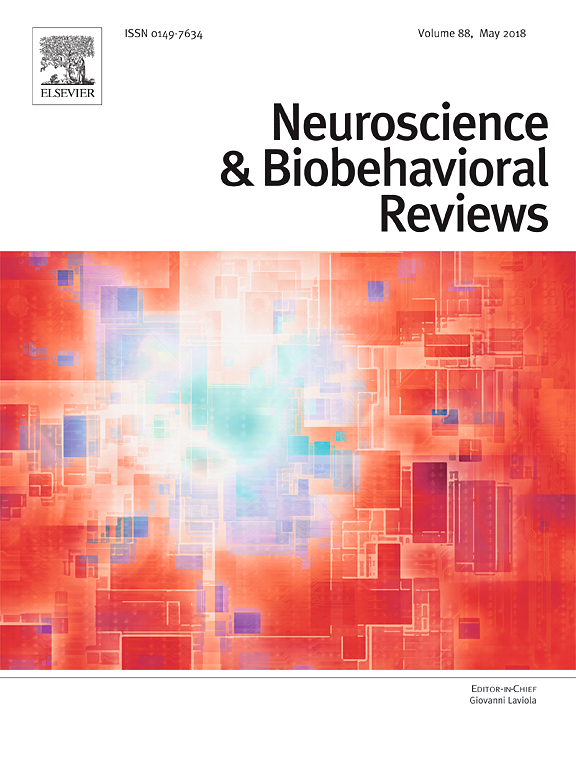 ISSN 0149-7634
Volume 88, May 2018
ELSEVIER
Neuroscience
& Biobehavioral
Reviews
Editor-in-Chief
Giovanni Laviola